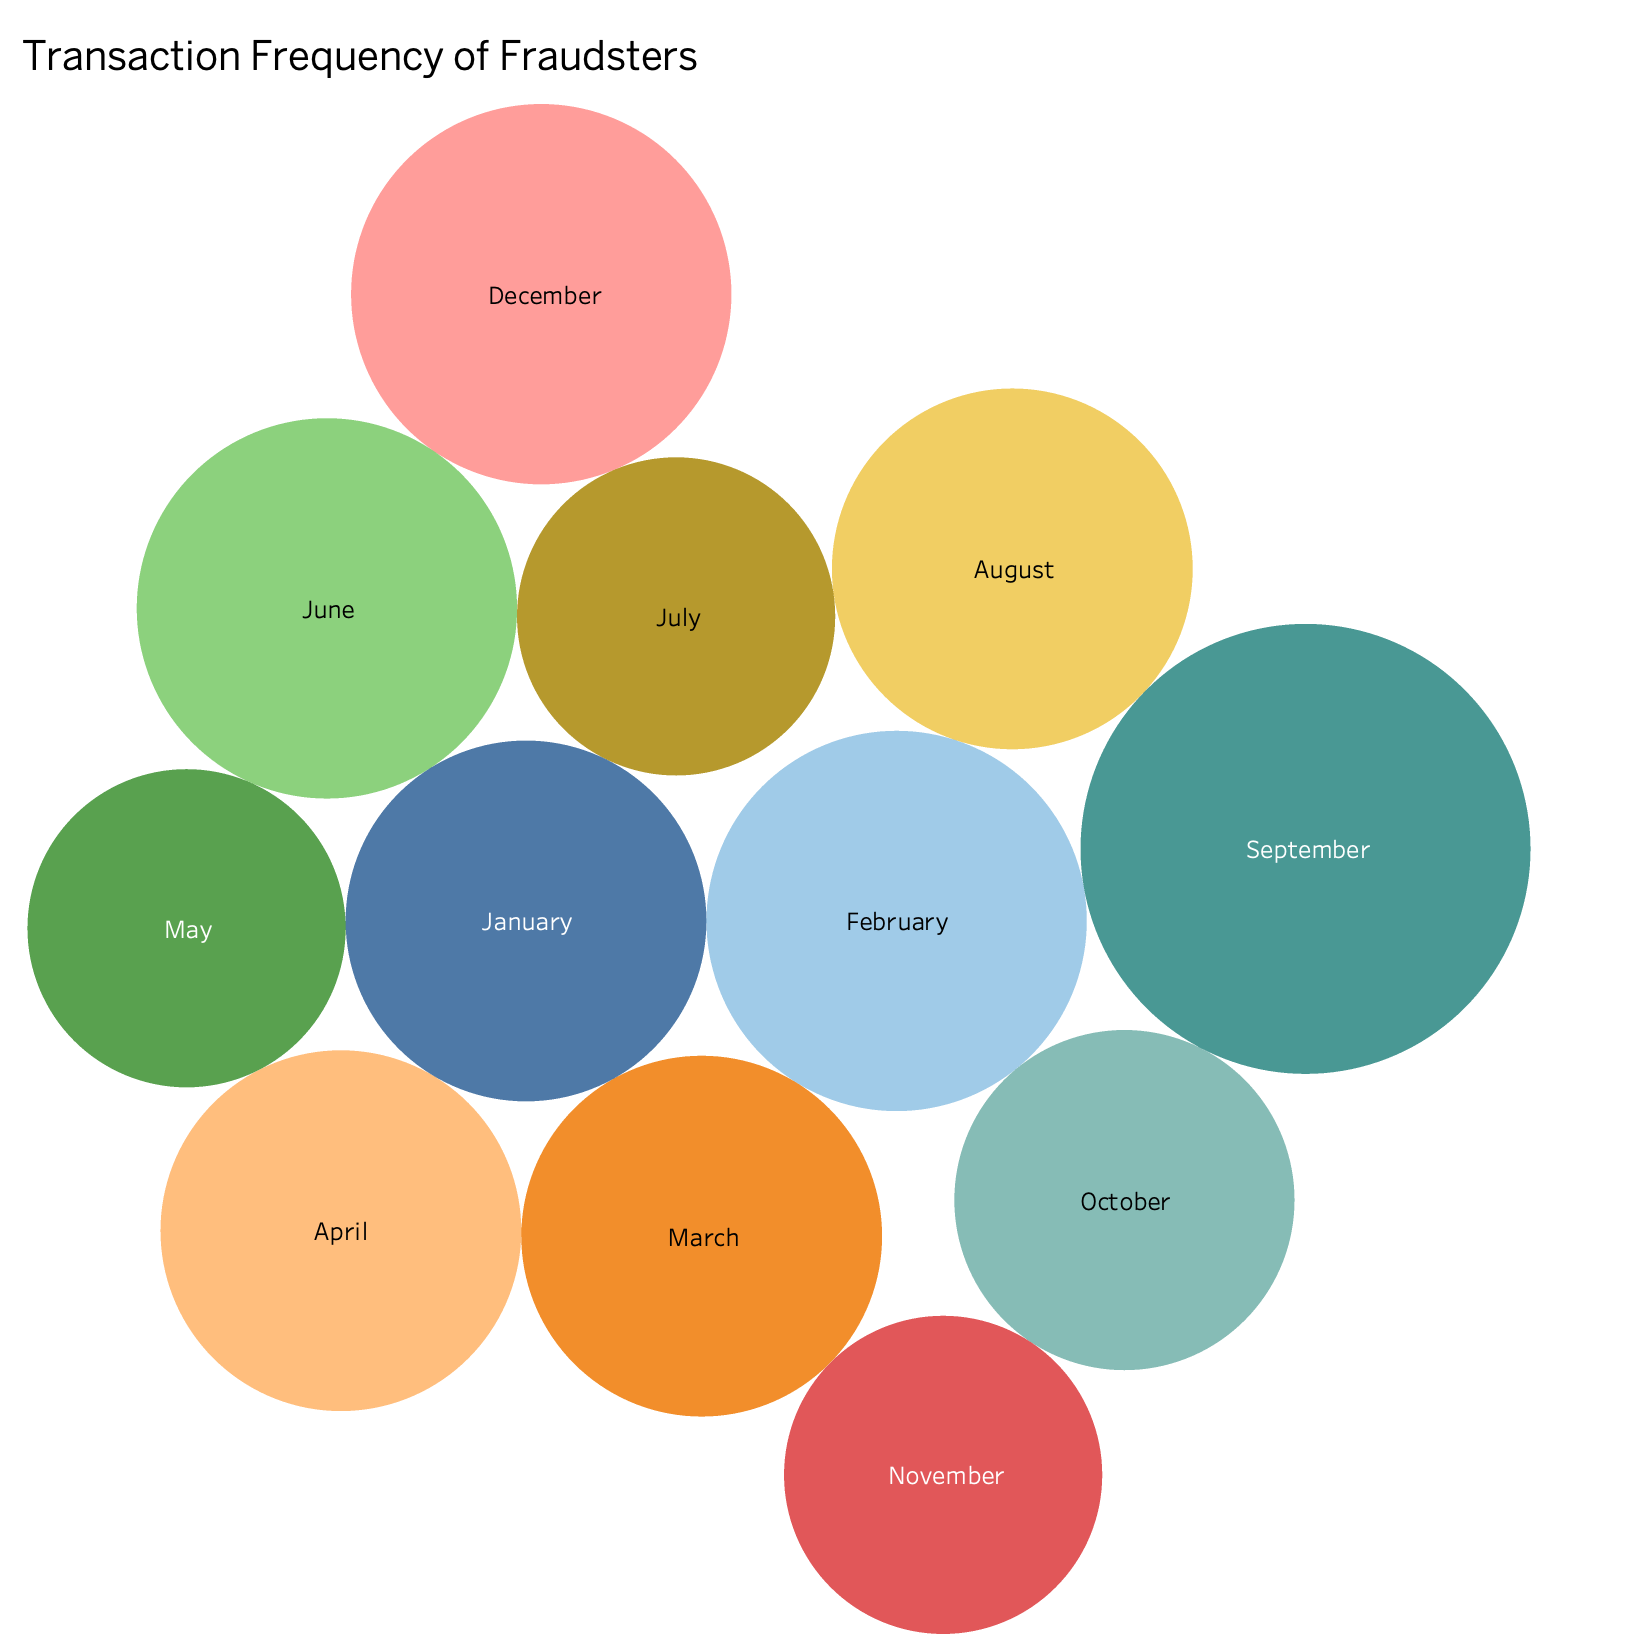 Transaction Frequency of Fraudsters
December
August
June
July
September
January
February
May
October
April
March
November